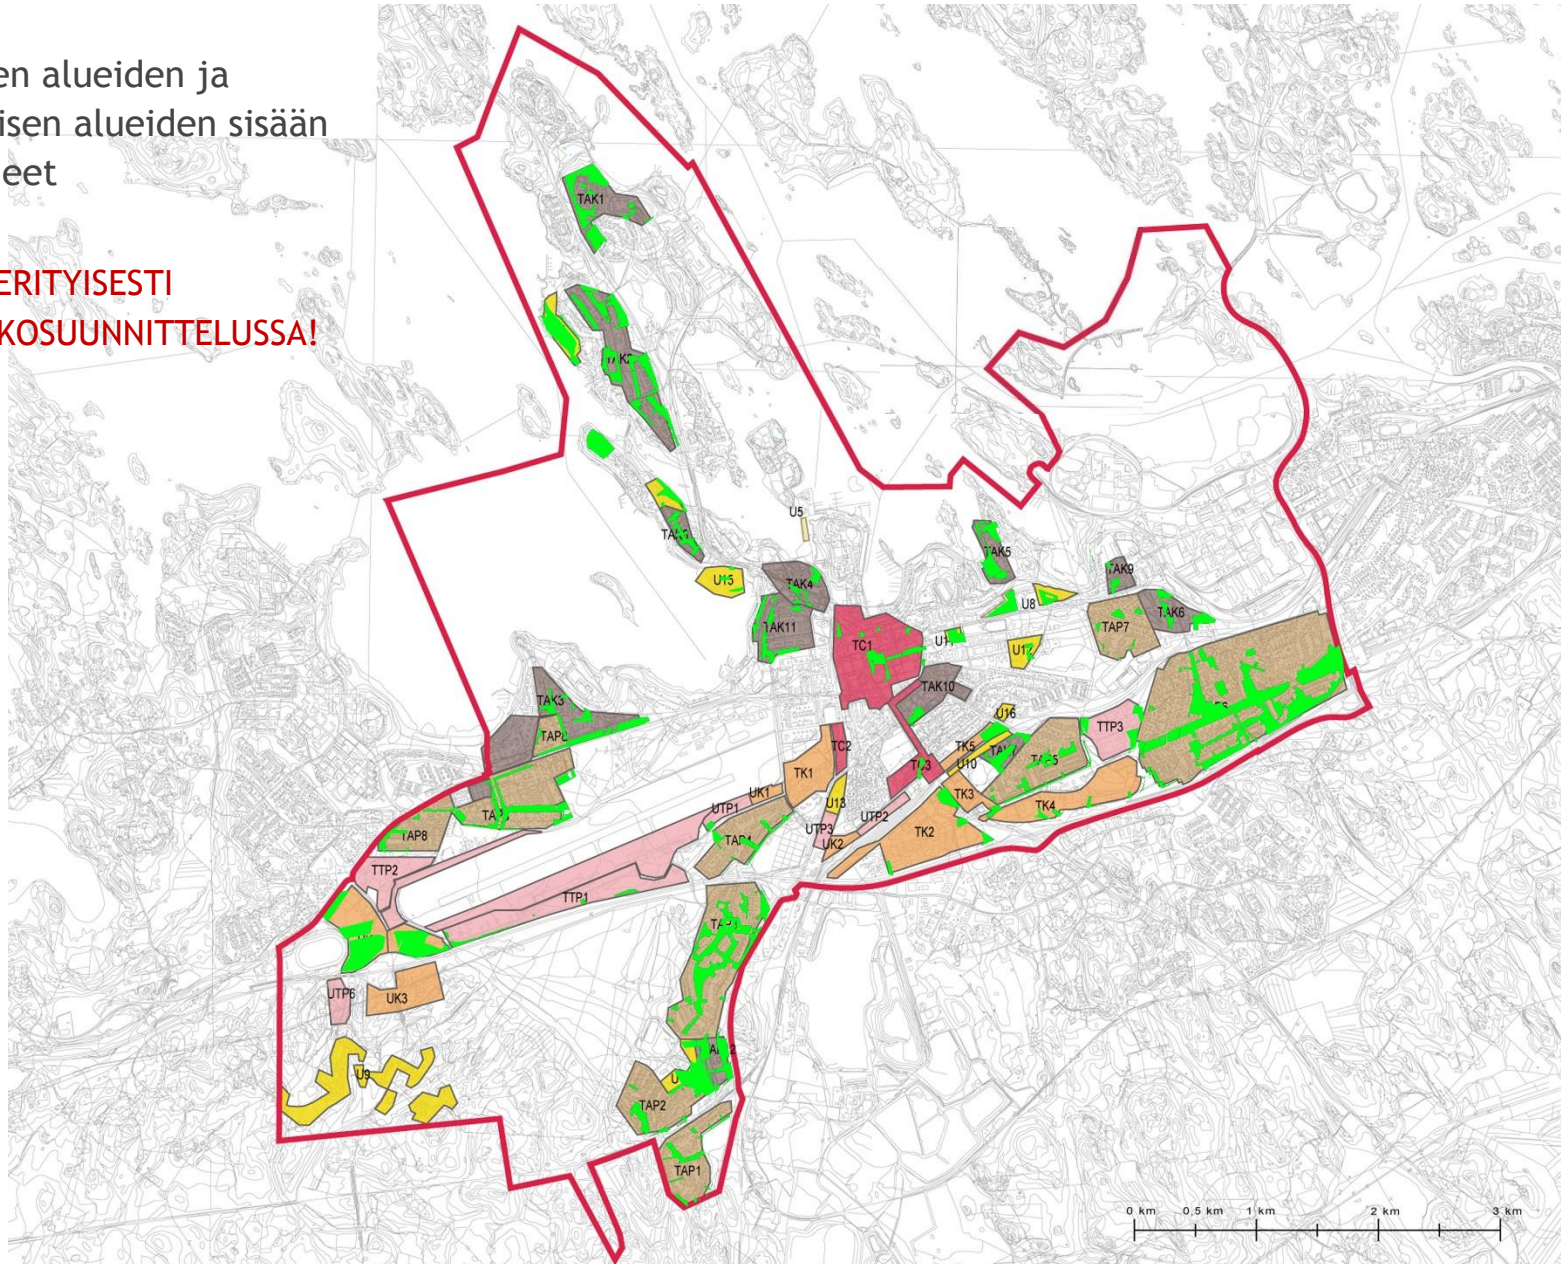 en alueiden ja
isen alueiden sisään
eet
ERITYISESTI
KOSUUNNITTELUSSA!
TAK1
U5
U15
TAK4
TAK11
TAK5
TAK9
U8
TAK6
TAP7
TC1
TAK10
TAK3
U16
TTP3
TC2
TK5
U10
TK1
TK3
TK4
UK1
UTP1
U13
UTP2
UTP3
UK2
TK2
TAP8
TTP2
TTP1
UTP6
UK3
U9
TAP2
TAP1
0 km 0,5 km 1 km 2 km 3 km